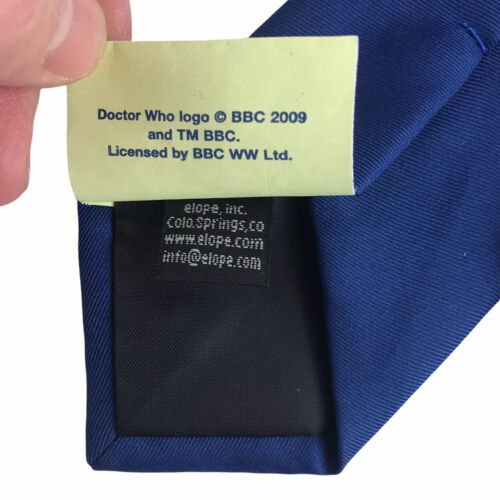 Doctor Who logo © BBC 2009
and TM BBC.
Licensed by BBC WW Ltd.
elope, inc.
Colo.Springs,co
www.elope.com
info@elope.com